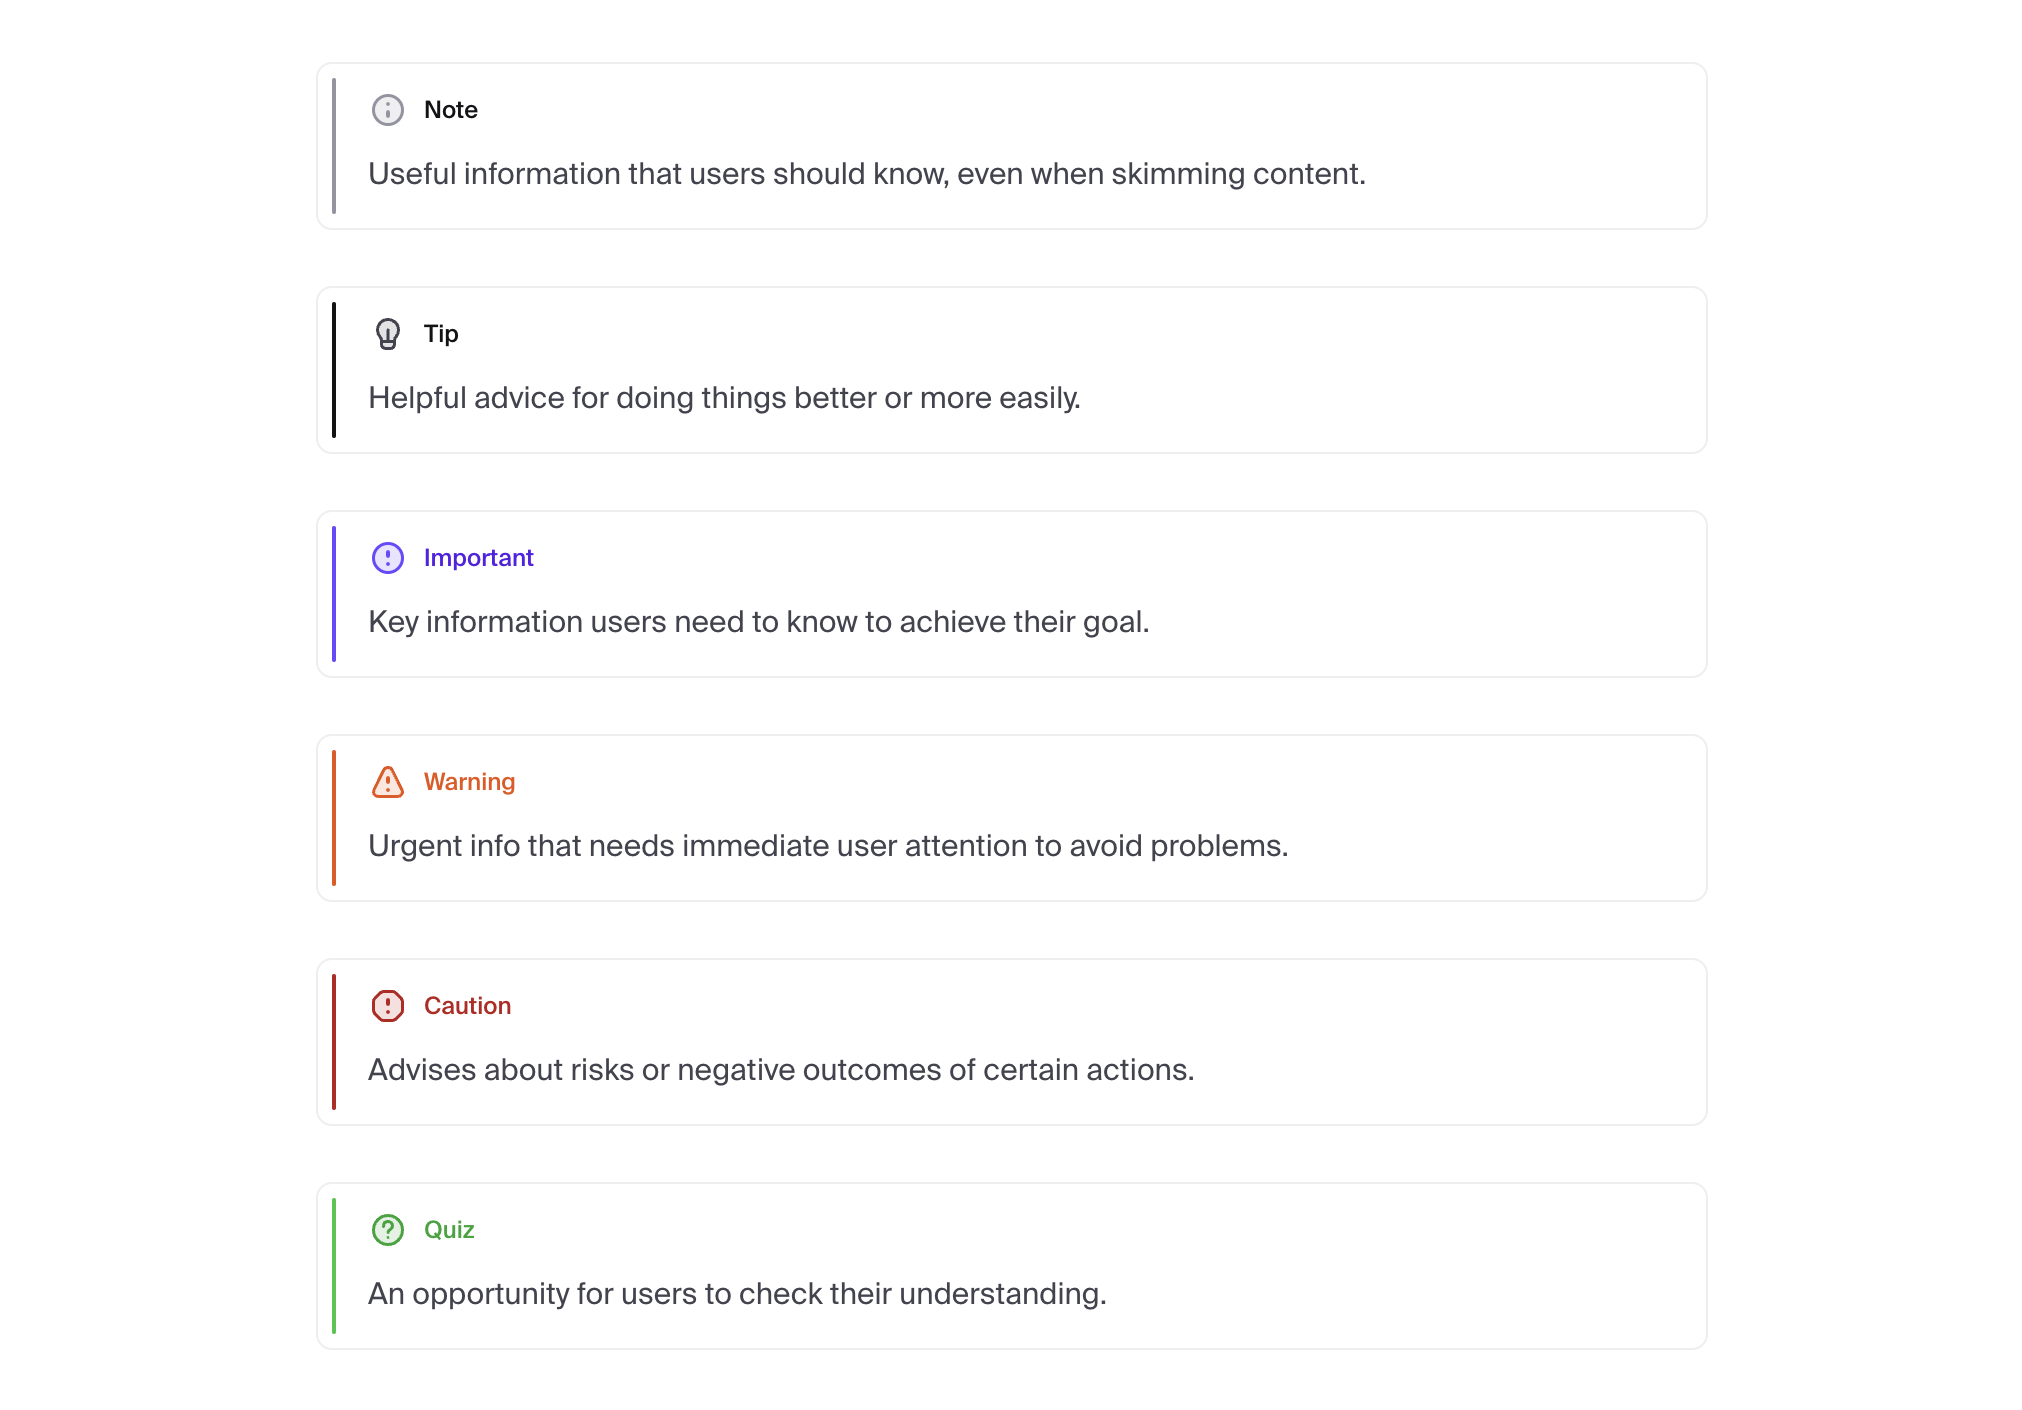 Note
Useful information that users should know, even when skimming content.
Tip
Helpful advice for doing things better or more easily.
Important
Key information users need to know to achieve their goal.
Warning
Urgent info that needs immediate user attention to avoid problems.
Caution
Advises about risks or negative outcomes of certain actions.
Quiz
An opportunity for users to check their understanding.